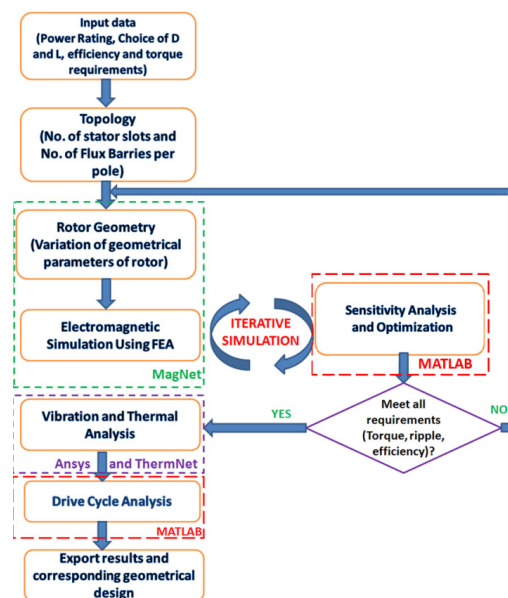 Input data
(Power Rating, Choice of D
and L, efficiency and torque
requirements)
Topology
(No. of stator slots and
No. of Flux Barries per
pole)
Rotor Geometry
(Variation of geometrical
parameters of rotor)
Electromagnetic
Simulation Using FEA
MagNet
ITERATIVE
SIMULATION
Sensitivity Analysis
and Optimization
MATLAB
Meet all
requirements
(Torque, ripple,
efficiency)?
YES
NO
Vibration and Thermal
Analysis
Ansys and ThermNet
Drive Cycle Analysis
MATLAB
Export results and
corresponding geometrical
design